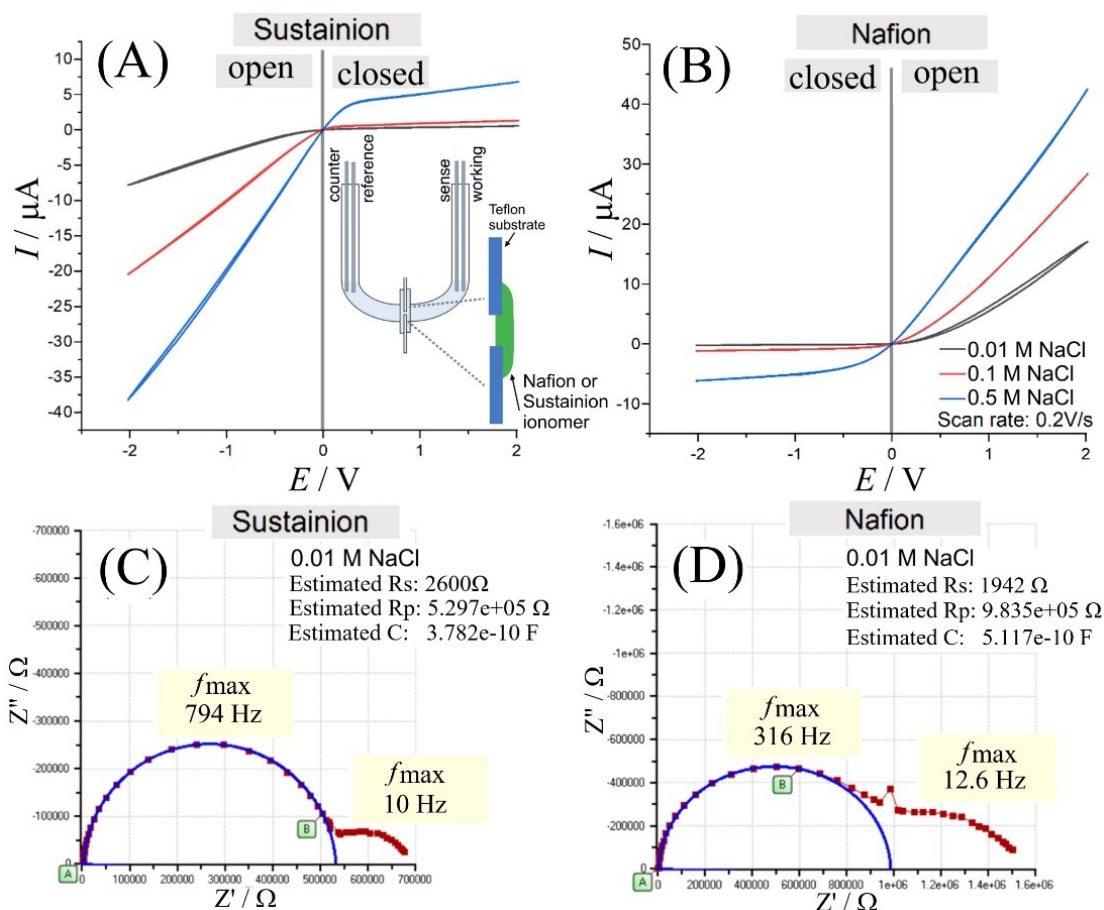 (A)
Sustainion
open
closed
10
5
0
-5
-10
-15
-20
-25
-30
-35
-40
I / μA
-2
-1
0
1
2
E / V
counter
reference
sense
working
Teflon
substrate
Nafion or
Sustainion
ionomer
(B)
Nafion
closed
open
50
40
30
20
10
0
-10
I / μA
-2
-1
0
1
2
E / V
0.01 M NaCl
0.1 M NaCl
0.5 M NaCl
Scan rate: 0.2V/s
(C)
Sustainion
0.01 M NaCl
Estimated Rs: 2600Ω
Estimated Rp: 5.297e+05 Ω
Estimated C: 3.782e-10 F
-700000
-600000
-500000
-400000
-300000
-200000
-100000
0
Z'' / Ω
fmax
794 Hz
fmax
10 Hz
B
A
0
100000
200000
300000
400000
500000
600000
700000
Z' / Ω
(D)
Nafion
0.01 M NaCl
Estimated Rs: 1942 Ω
Estimated Rp: 9.835e+05 Ω
Estimated C: 5.117e-10 F
-1.6e+06
-1.4e+06
-1.2e+06
-1e+06
-800000
-600000
-400000
-200000
0
Z'' / Ω
fmax
316 Hz
fmax
12.6 Hz
B
A
200000
400000
600000
800000
1e+06
1.2e+06
1.4e+06
1.6e+06
Z' / Ω